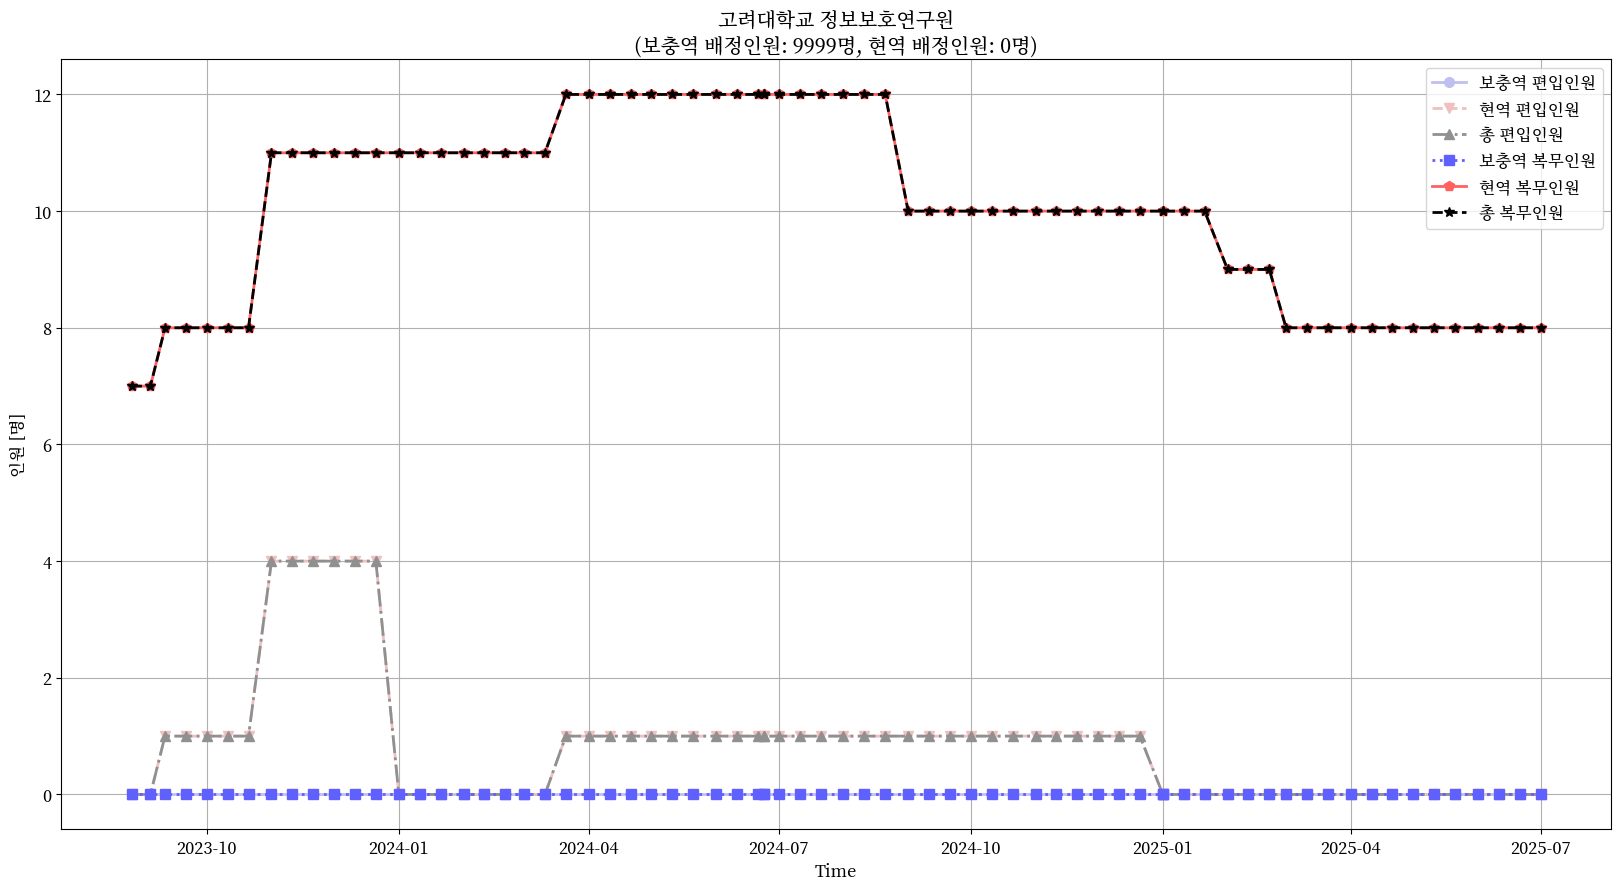 고려대학교 정보보호연구원
(보충역 배정인원: 9999명, 현역 배정인원: 0명)
보충역 편입인원
현역 편입인원
총 편입인원
보충역 복무인원
현역 복무인원
총 복무인원
인원 [명]
12
10
8
6
4
2
0
2023-10
2024-01
2024-04
2024-07
2024-10
2025-01
2025-04
2025-07
Time